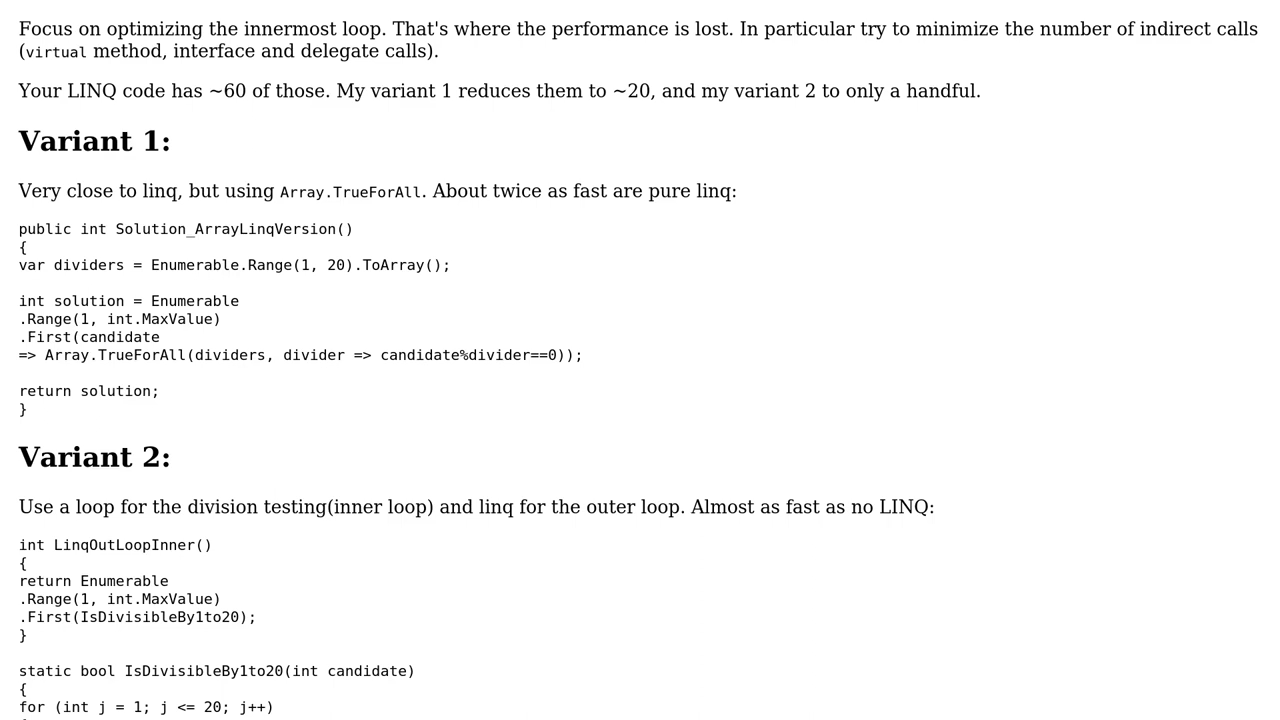 Focus on optimizing the innermost loop. That's where the performance is lost. In particular try to minimize the number of indirect calls
(virtual method, interface and delegate calls).
Your LINQ code has ~60 of those. My variant 1 reduces them to ~20, and my variant 2 to only a handful.
Variant 1:
Very close to linq, but using Array.TrueForAll. About twice as fast are pure linq:
public int Solution_ArrayLinqVersion()
{
var dividers = Enumerable.Range(1, 20).ToArray();
int solution = Enumerable
.Range(1, int.MaxValue)
.First(candidate
=> Array.TrueForAll(dividers, divider => candidate%divider==0));
return solution;
}
Variant 2:
Use a loop for the division testing(inner loop) and linq for the outer loop. Almost as fast as no LINQ:
int LinqOutLoopInner()
{
return Enumerable
.Range(1, int.MaxValue)
.First(IsDivisibleBy1to20);
}
static bool IsDivisibleBy1to20(int candidate)
{
for (int j = 1; j <= 20; j++)